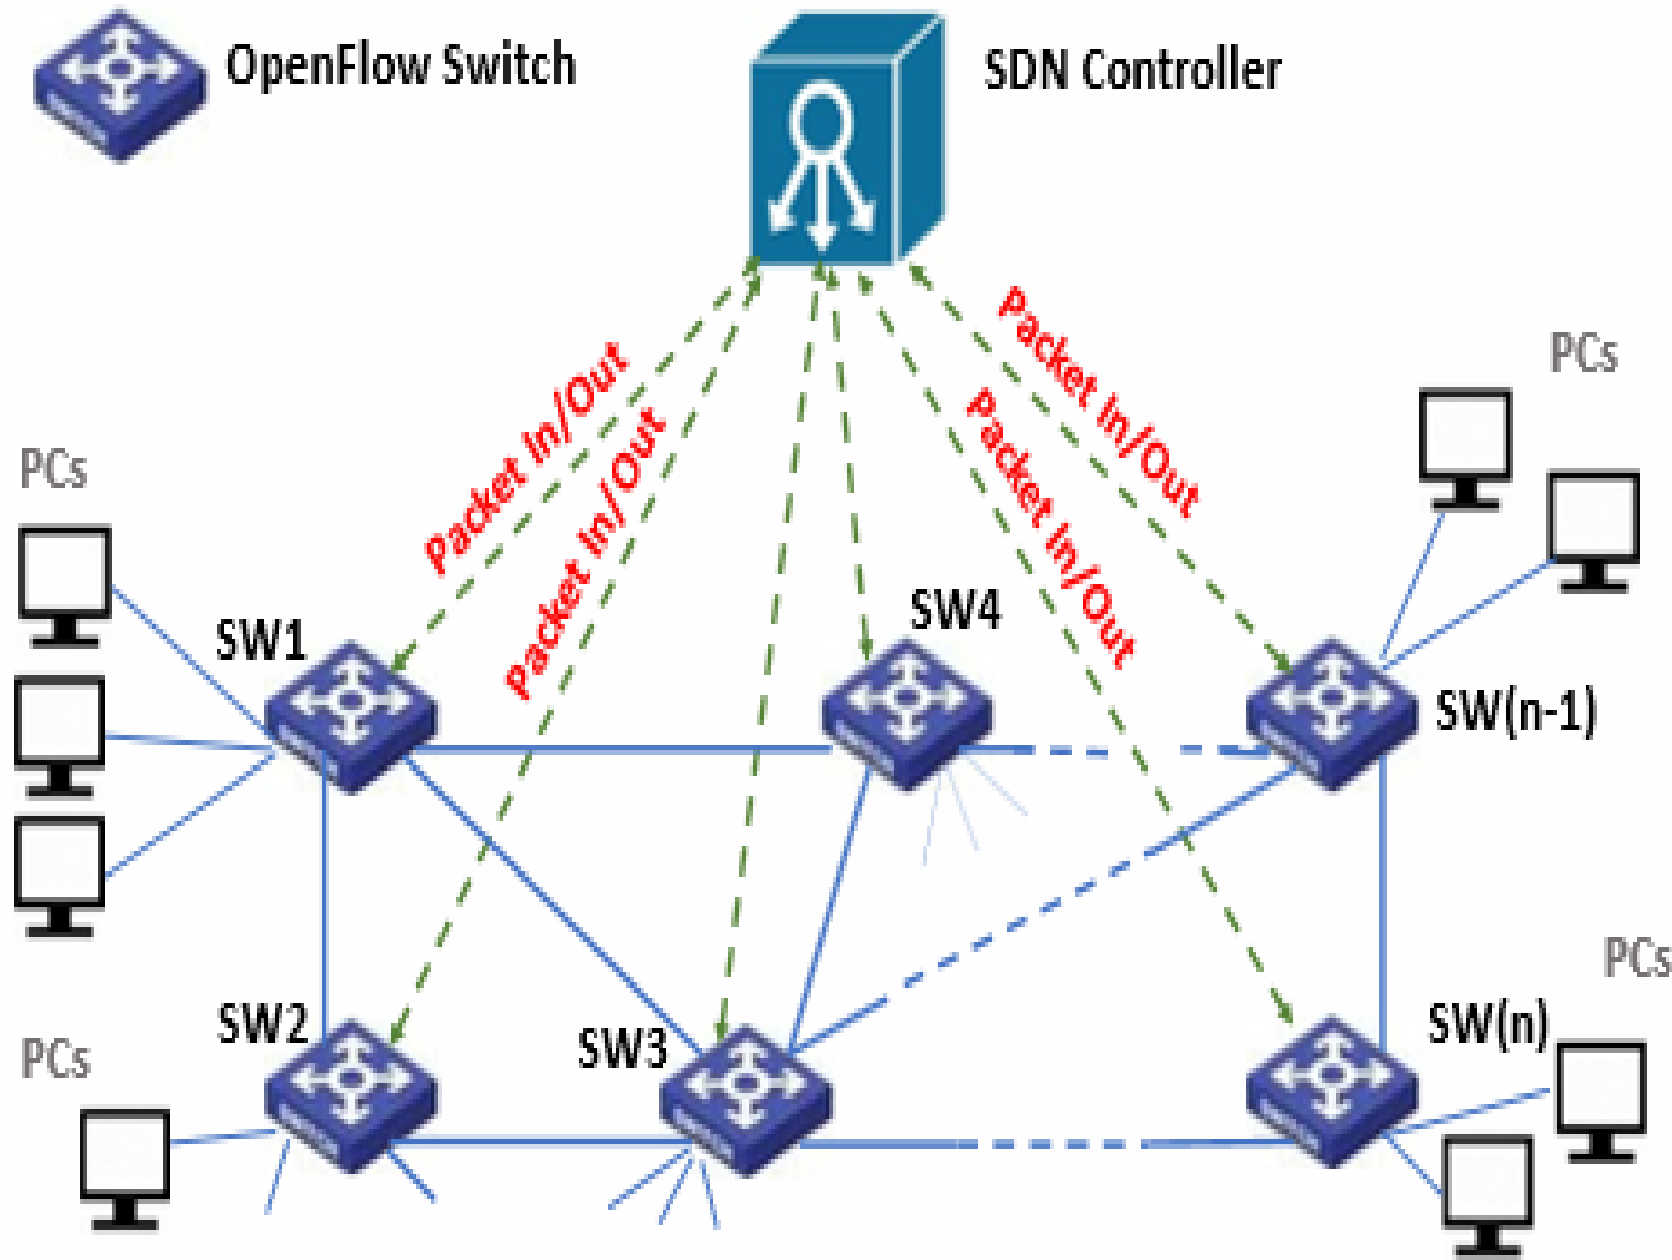 OpenFlow Switch
SDN Controller
Packet In/Out
Packet In/Out
Packet In/Out
Packet In/Out
PCs
PCs
SW1
SW4
SW(n-1)
PCs
SW2
SW3
SW(n)
PCs